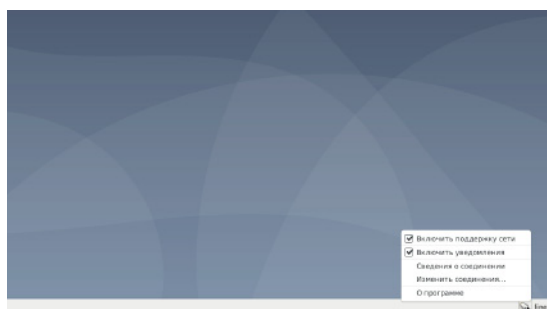 Включить поддержку сети
Включить уведомления
Сведения о соединении
Изменить соединения...
О программе